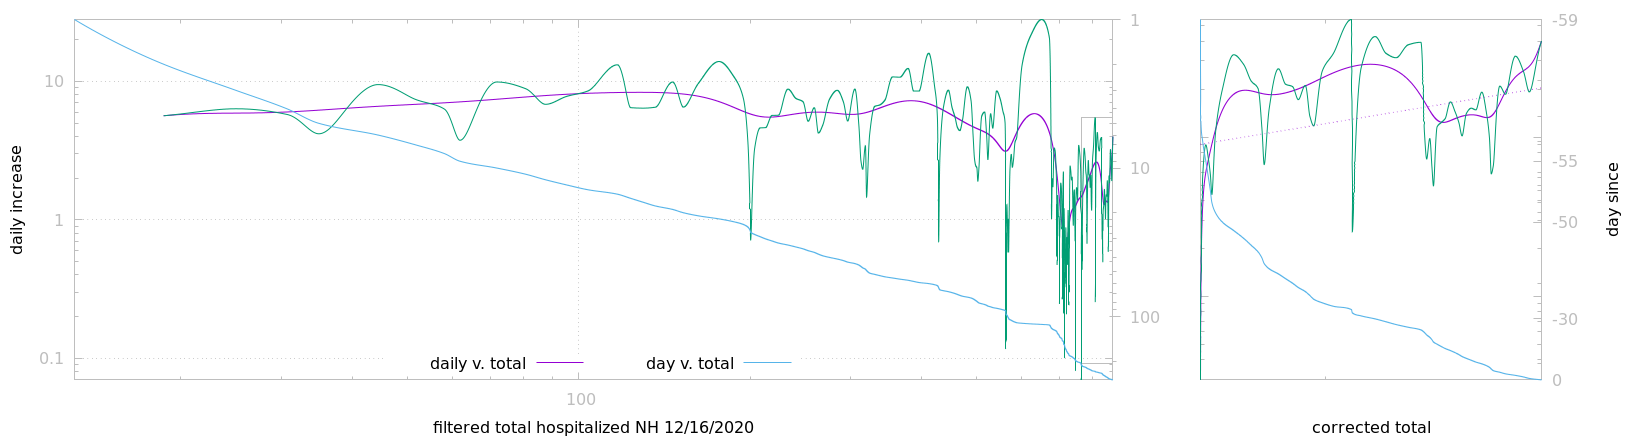 daily increase
10
1
0.1
daily v. total
day v. total
100
filtered total hospitalized NH 12/16/2020
1
10
100
corrected total
-59
-55
-50
-30
0
day since